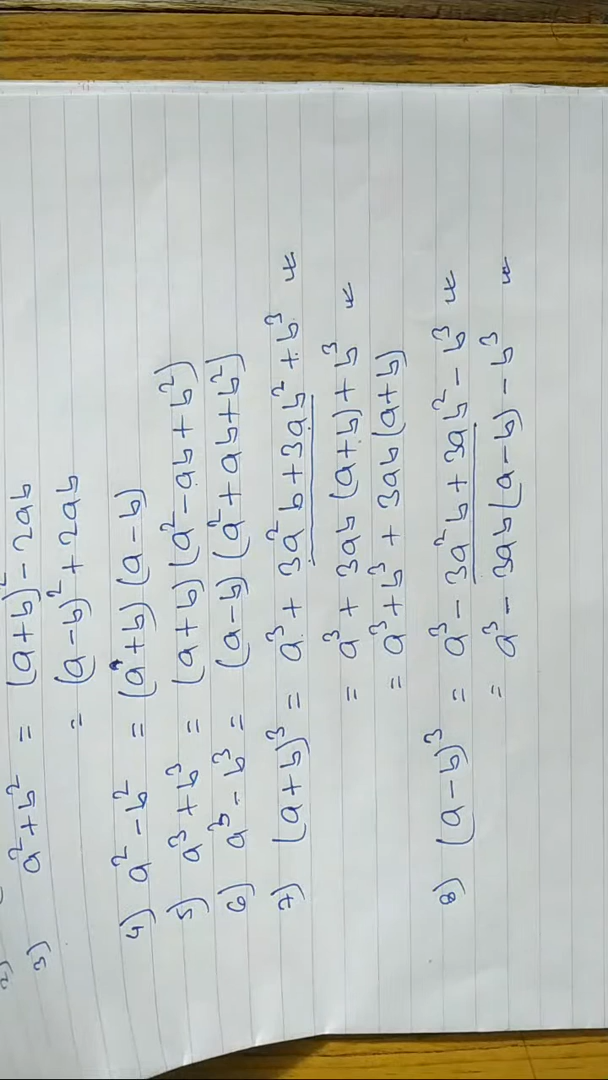 2)
3) a² + b² = (a+b)² - 2ab
= (a-b)² + 2ab
4) a² - b² = (a+b) (a-b)
5) a³ + b³ = (a+b) (a² - ab + b²)
6) a³ - b³ = (a-b) (a² + ab + b²)
7) (a+b)³ = a³ + 3a²b + 3ab² + b³
= a³ + 3ab (a+b) + b³
= a³ + b³ + 3ab (a+b)
8) (a-b)³ = a³ - 3a²b + 3ab² - b³
= a³ - 3ab (a-b) - b³